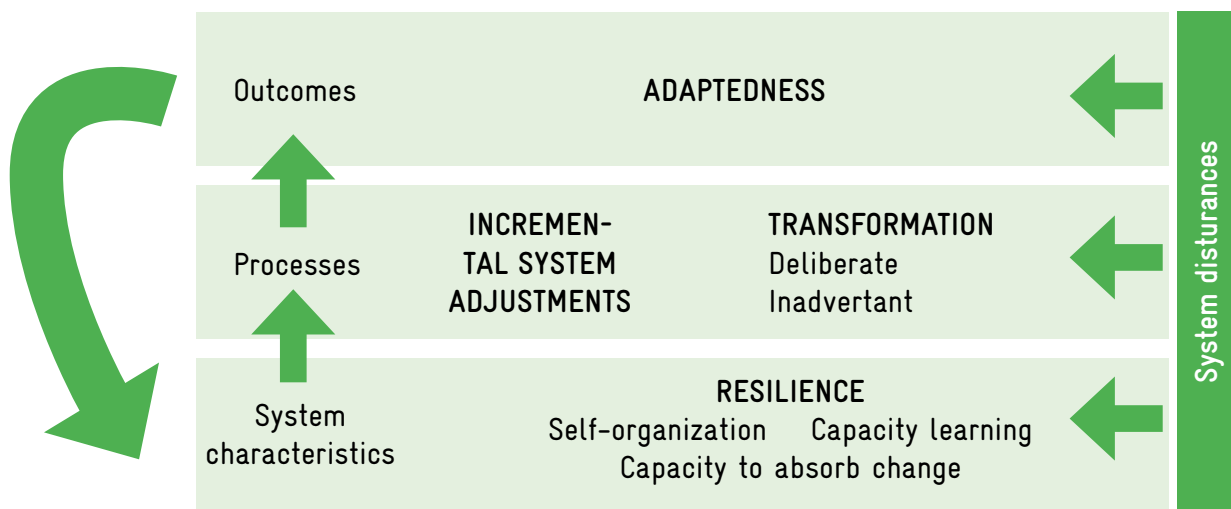 Outcomes
ADAPTEDNESS
Processes
INCREMEN-
TAL SYSTEM
ADJUSTMENTS
TRANSFORMATION
Deliberate
Inadvertant
System
characteristics
RESILIENCE
Self-organization Capacity learning
Capacity to absorb change
System disturances